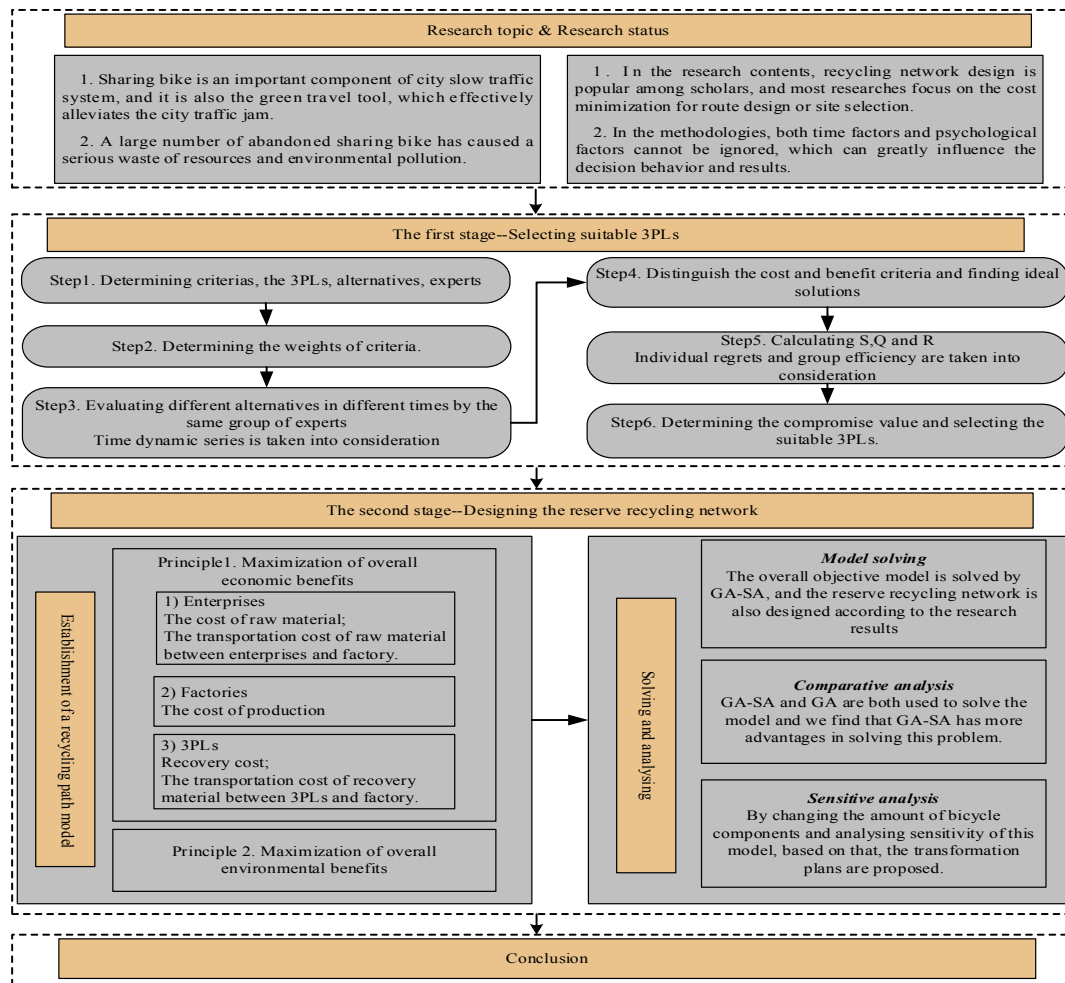 Research topic & Research status
1. Sharing bike is an important component of city slow traffic
system, and it is also the green travel tool, which effectively
alleviates the city traffic jam.
2. A large number of abandoned sharing bike has caused a
serious waste of resources and environmental pollution.
1. In the research contents, recycling network design is
popular among scholars, and most researches focus on the cost
minimization for route design or site selection.
2. In the methodologies, both time factors and psychological
factors cannot be ignored, which can greatly influence the
decision behavior and results.
The first stage--Selecting suitable 3PLs
Step1. Determining criterias, the 3PLs, alternatives, experts
Step2. Determining the weights of criteria.
Step3. Evaluating different alternatives in different times by the
same group of experts
Time dynamic series is taken into consideration
Step4. Distinguish the cost and benefit criteria and finding ideal
solutions
Step5. Calculating S,Q and R
Individual regrets and group efficiency are taken into
consideration
Step6. Determining the compromise value and selecting the
suitable 3PLs.
The second stage--Designing the reserve recycling network
Establishment of a recycling path
model
Principle1. Maximization of overall
economic benefits
1) Enterprises
The cost of raw material;
The transportation cost of raw material
between enterprises and factory.
2) Factories
The cost of production
3) 3PLs
Recovery cost;
The transportation cost of recovery
material between 3PLs and factory.
Principle 2. Maximization of overall
environmental benefits
Solving and analysing
Model solving
The overall objective model is solved by
GA-SA, and the reserve recycling network is
also designed according to the research
results
Comparative analysis
GA-SA and GA are both used to solve the
model and we find that GA-SA has more
advantages in solving this problem.
Sensitive analysis
By changing the amount of bicycle
components and analysing sensitivity of this
model, based on that, the transformation
plans are proposed.
Conclusion